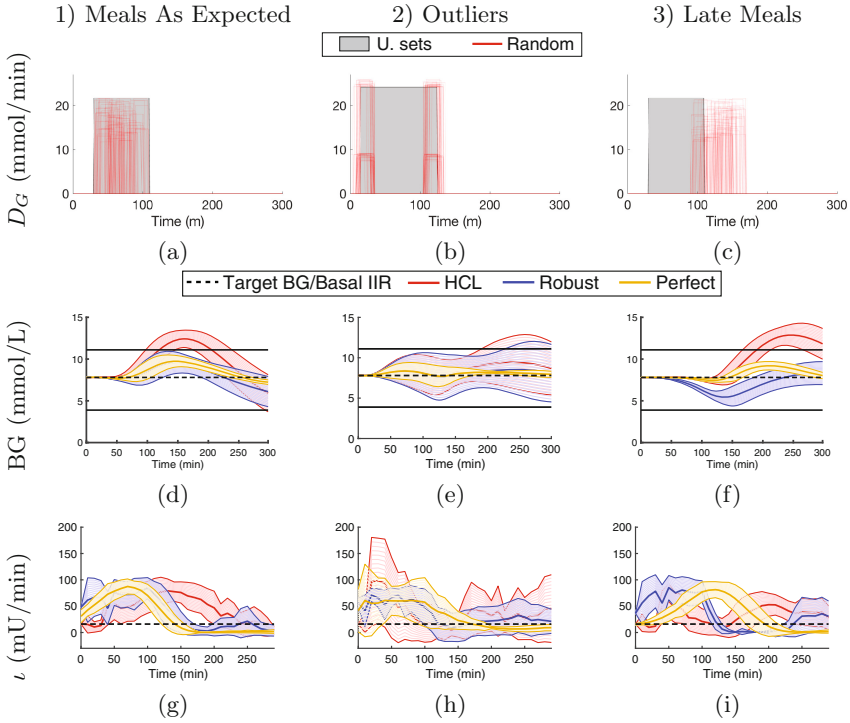 1) Meals As Expected 2) Outliers 3) Late Meals
U. sets Random
D_G (mmol/min)
20
10
0
0 100 200 300
Time (m)
20
10
0
0 100 200 300
Time (m)
20
10
0
0 100 200 300
Time (m)
(a) (b) (c)
Target BG/Basal IIR HCL Robust Perfect
BG (mmol/L)
15
10
5
0
0 50 100 150 200 250 300
Time (min)
15
10
5
0
0 50 100 150 200 250 300
Time (min)
15
10
5
0
0 50 100 150 200 250 300
Time (min)
(d) (e) (f)
ι (mU/min)
200
150
100
50
0
0 50 100 150 200 250
Time (min)
200
150
100
50
0
0 50 100 150 200 250
Time (min)
200
150
100
50
0
0 50 100 150 200 250
Time (min)
(g) (h) (i)